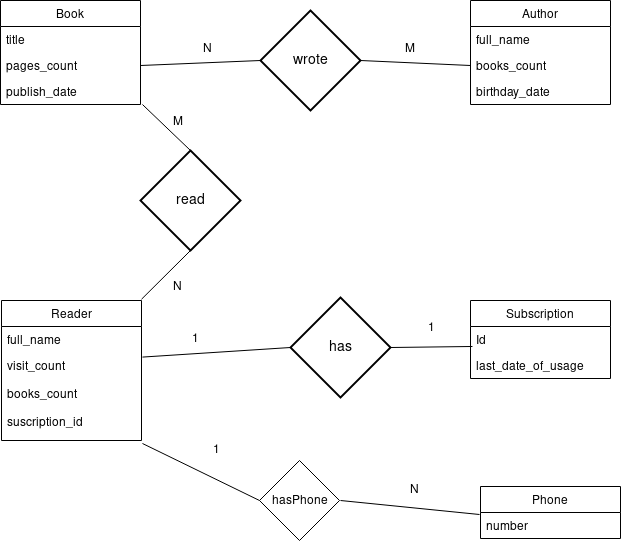 Book
title
pages_count
publish_date
N
wrote
M
Author
full_name
books_count
birthday_date
M
read
N
Reader
full_name
visit_count
books_count
suscription_id
1
has
1
Subscription
Id
last_date_of_usage
1
hasPhone
N
Phone
number